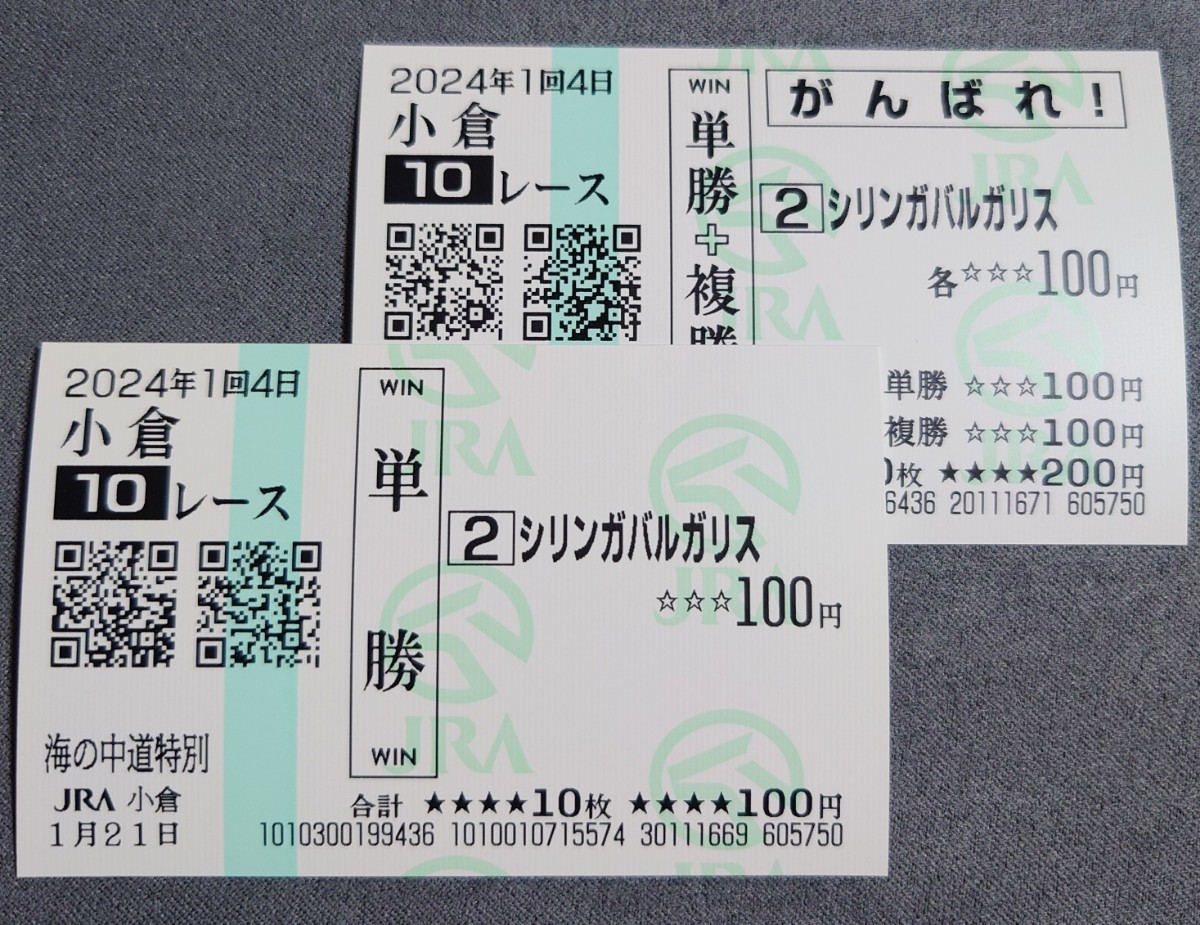 2024年1回4日
小倉
10レース
WIN
単勝+複勝
がんばれ!
2 シリンガバルガリス
各☆☆☆100円
単勝 ☆☆☆100円
複勝 ☆☆☆100円
枚 ★★★★200円
6436 20111671 605750
JRA
JRA
JRA
2024年1回4日
小倉
10レース
WIN
単勝
WIN
2 シリンガバルガリス
☆☆☆100円
海の中道特別
JRA 小倉
1月21日
合計 ★★★★10枚 ★★★★100円
1010300199436 1010010715574 30111669 605750
JRA
JRA
JRA
JRA